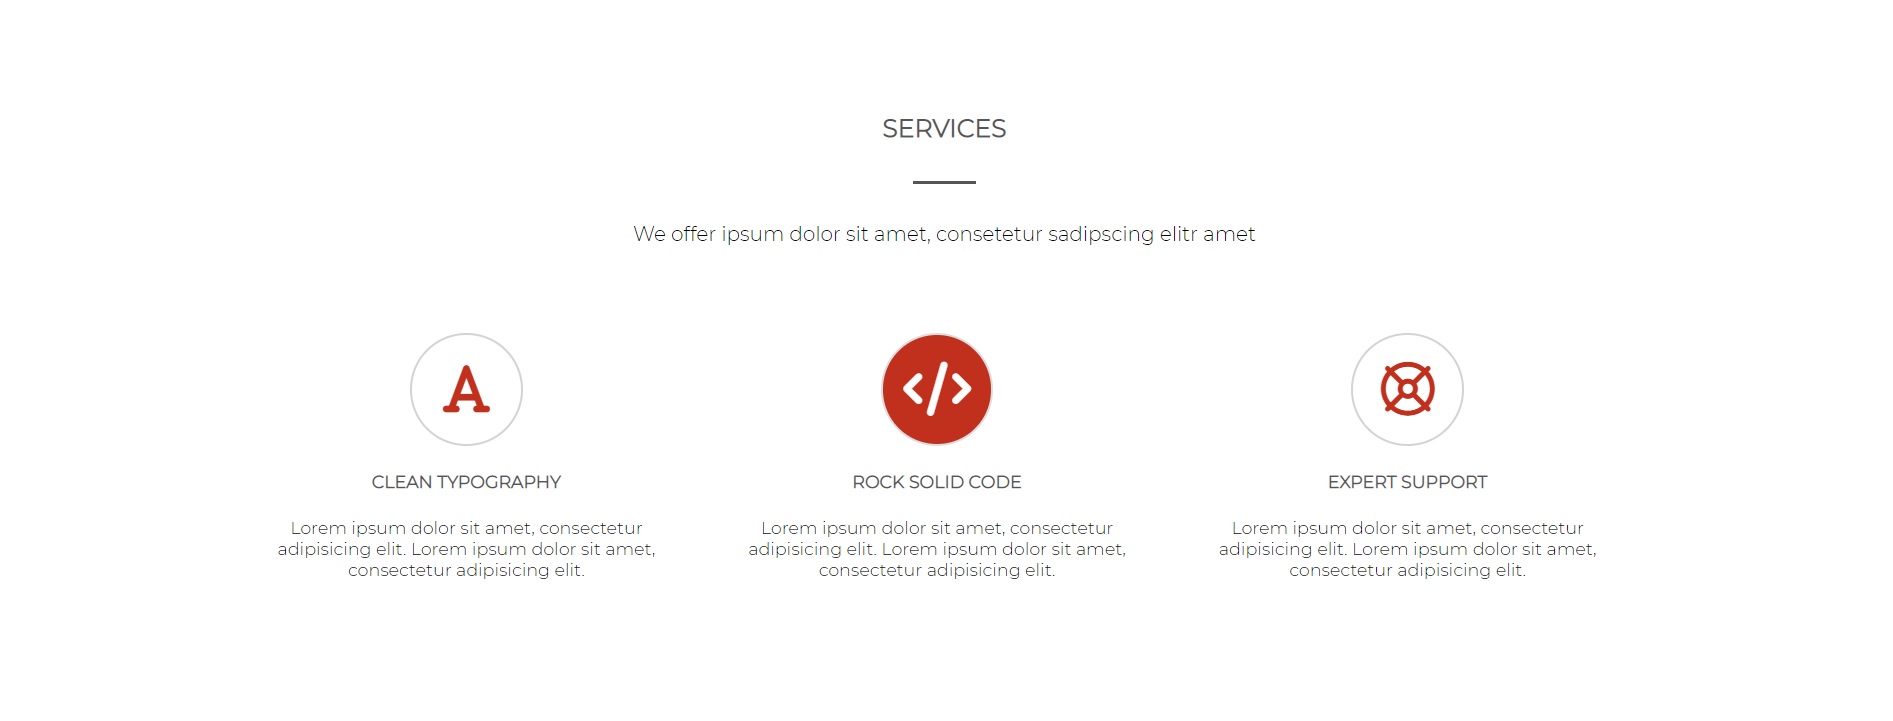 SERVICES
We offer ipsum dolor sit amet, consetetur sadipscing elitr amet
CLEAN TYPOGRAPHY
Lorem ipsum dolor sit amet, consectetur
adipisicing elit. Lorem ipsum dolor sit amet,
consectetur adipisicing elit.
ROCK SOLID CODE
Lorem ipsum dolor sit amet, consectetur
adipisicing elit. Lorem ipsum dolor sit amet,
consectetur adipisicing elit.
EXPERT SUPPORT
Lorem ipsum dolor sit amet, consectetur
adipisicing elit. Lorem ipsum dolor sit amet,
consectetur adipisicing elit.